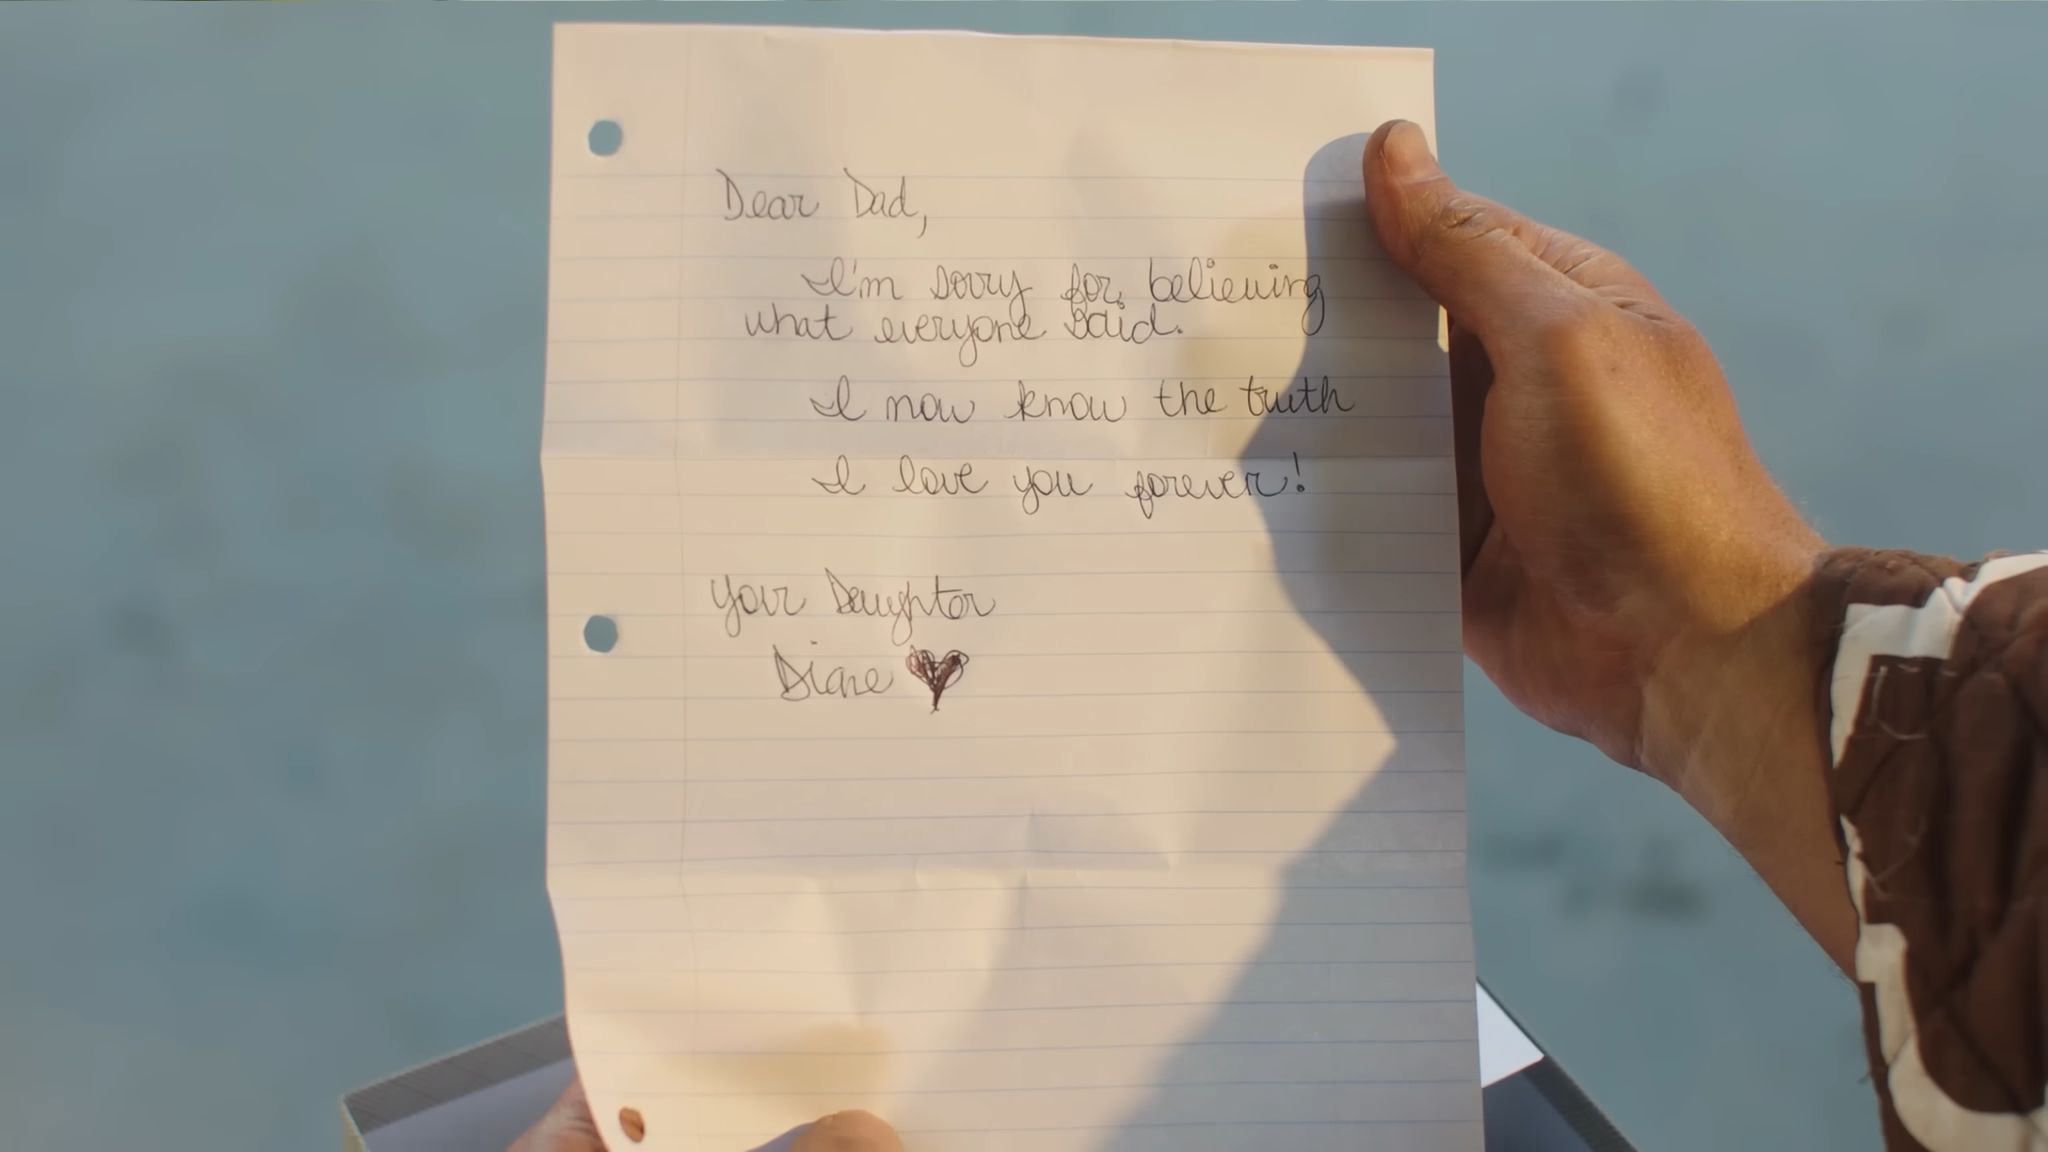 Dear Dad,
I'm sorry for believing
what everyone said.
I now know the truth
I love you forever!
Your Daughter
Diane